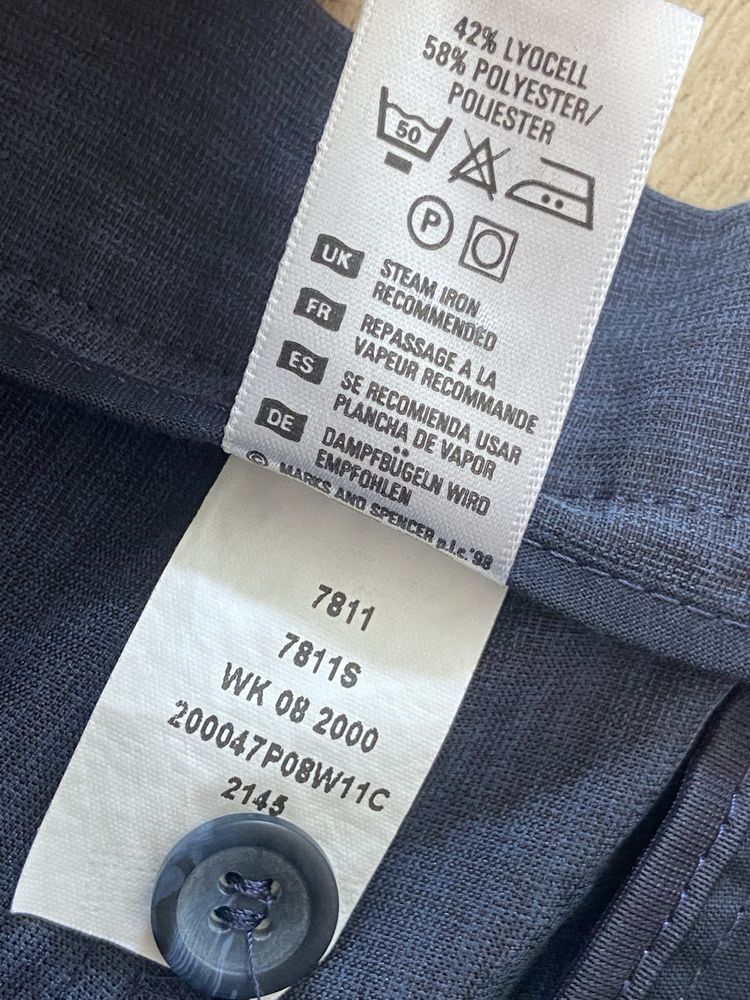 42% LYOCELL
58% POLYESTER/
POLIESTER
50
P
UK STEAM IRON
RECOMMENDED
FR REPASSAGE A LA
VAPEUR RECOMMANDE
ES SE RECOMIENDA USAR
PLANCHA DE VAPOR
DE DAMPFBÜGELN WIRD
EMPFOHLEN
© MARKS AND SPENCER p.l.c.'98
7811
7811S
WK 08 2000
200047P08W11C
2145